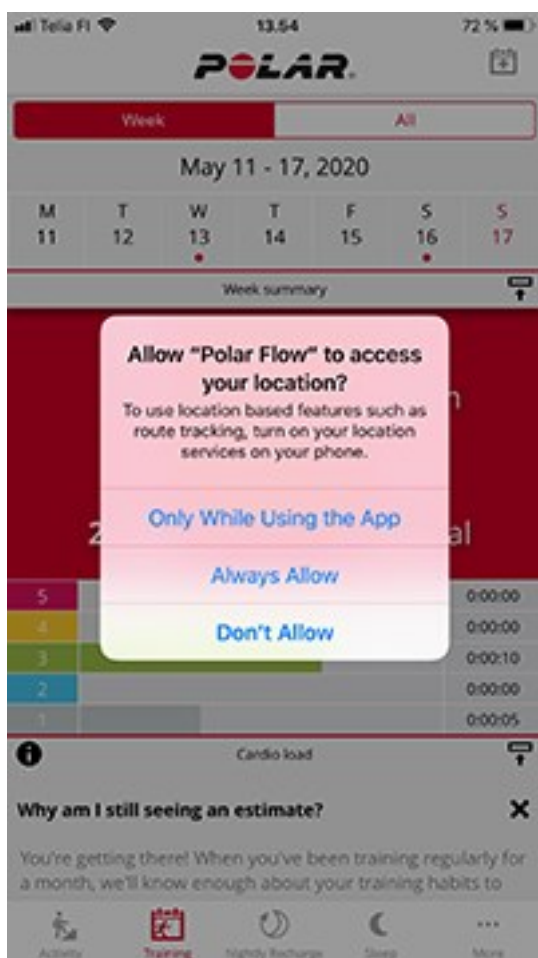 Telia FI 13.54 72 %
POLAR.
Week All
May 11 - 17, 2020
M T W T F S S
11 12 13 14 15 16 17
Week summary
Allow “Polar Flow” to access
your location?
To use location based features such as
route tracking, turn on your location
services on your phone.
Only While Using the App
Always Allow
Don't Allow
5 0:00:00
4 0:00:00
3 0:00:10
2 0:00:00
1 0:00:05
Cardio load
Why am I still seeing an estimate?
You're getting there! When you've been training regularly for
a month, we'll know enough about your training habits to
Activity Training Nightly Recharge Sleep More